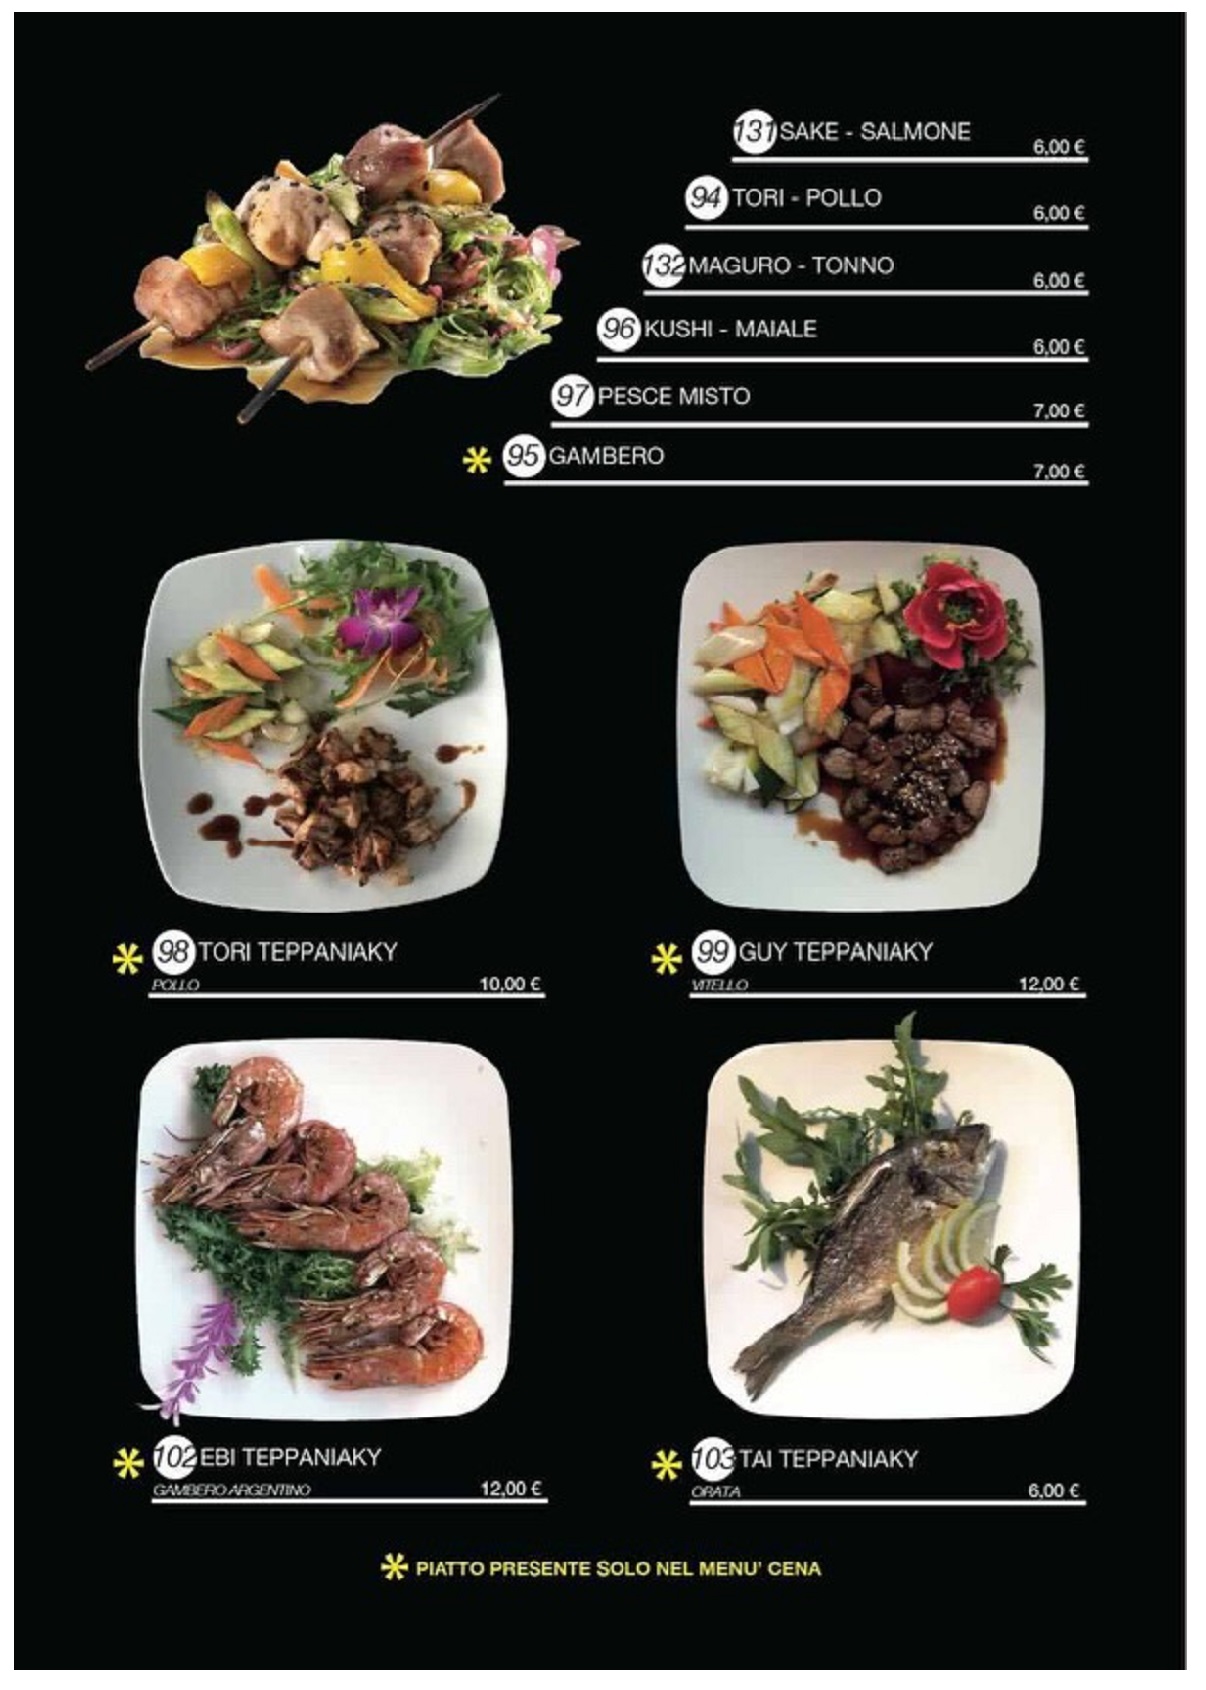 131 SAKE - SALMONE
6,00 €
94 TORI - POLLO
6,00 €
132 MAGURO - TONNO
6,00 €
96 KUSHI - MAIALE
6,00 €
97 PESCE MISTO
7,00 €
* 95 GAMBERO
7,00 €
* 98 TORI TEPPANIAKY
POLLO 10,00 €
* 99 GUY TEPPANIAKY
VITELLO 12,00 €
* 102 EBI TEPPANIAKY
GAMBERO ARGENTINO 12,00 €
* 103 TAI TEPPANIAKY
ORATA 6,00 €
* PIATTO PRESENTE SOLO NEL MENU' CENA